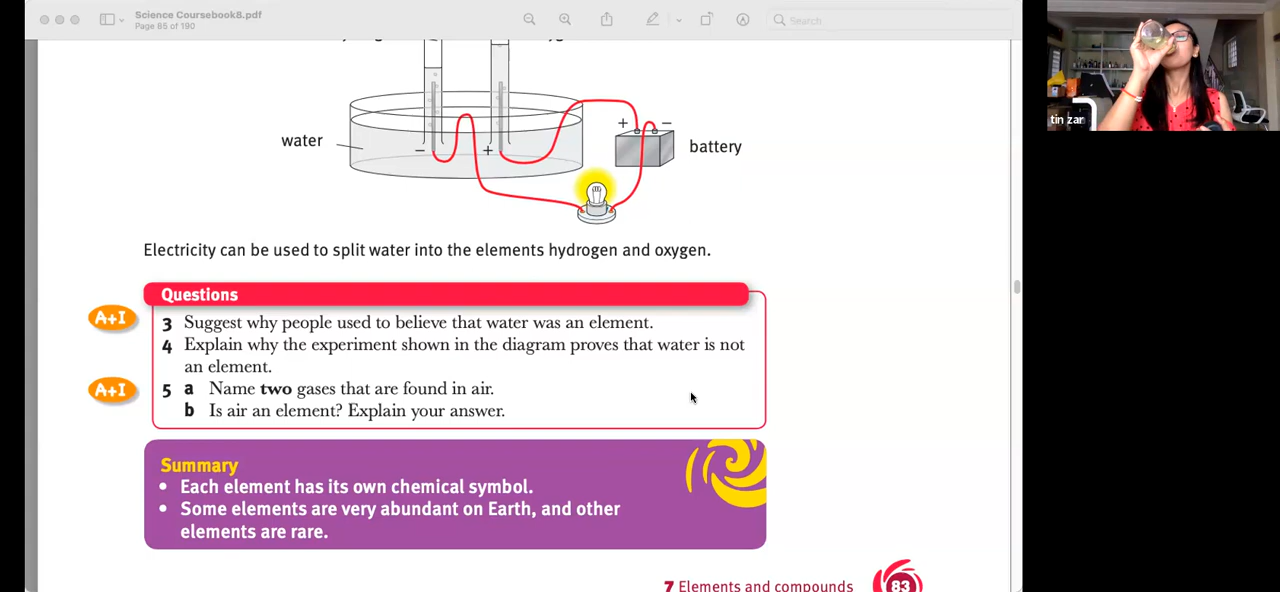 Science Coursebook8.pdf
Page 65 of 190
Search
tin zar
water
−
+
+
−
battery
Electricity can be used to split water into the elements hydrogen and oxygen.
Questions
A+I
3 Suggest why people used to believe that water was an element.
4 Explain why the experiment shown in the diagram proves that water is not
an element.
A+I
5 a Name two gases that are found in air.
b Is air an element? Explain your answer.
Summary
• Each element has its own chemical symbol.
• Some elements are very abundant on Earth, and other
elements are rare.
7 Elements and compounds
83